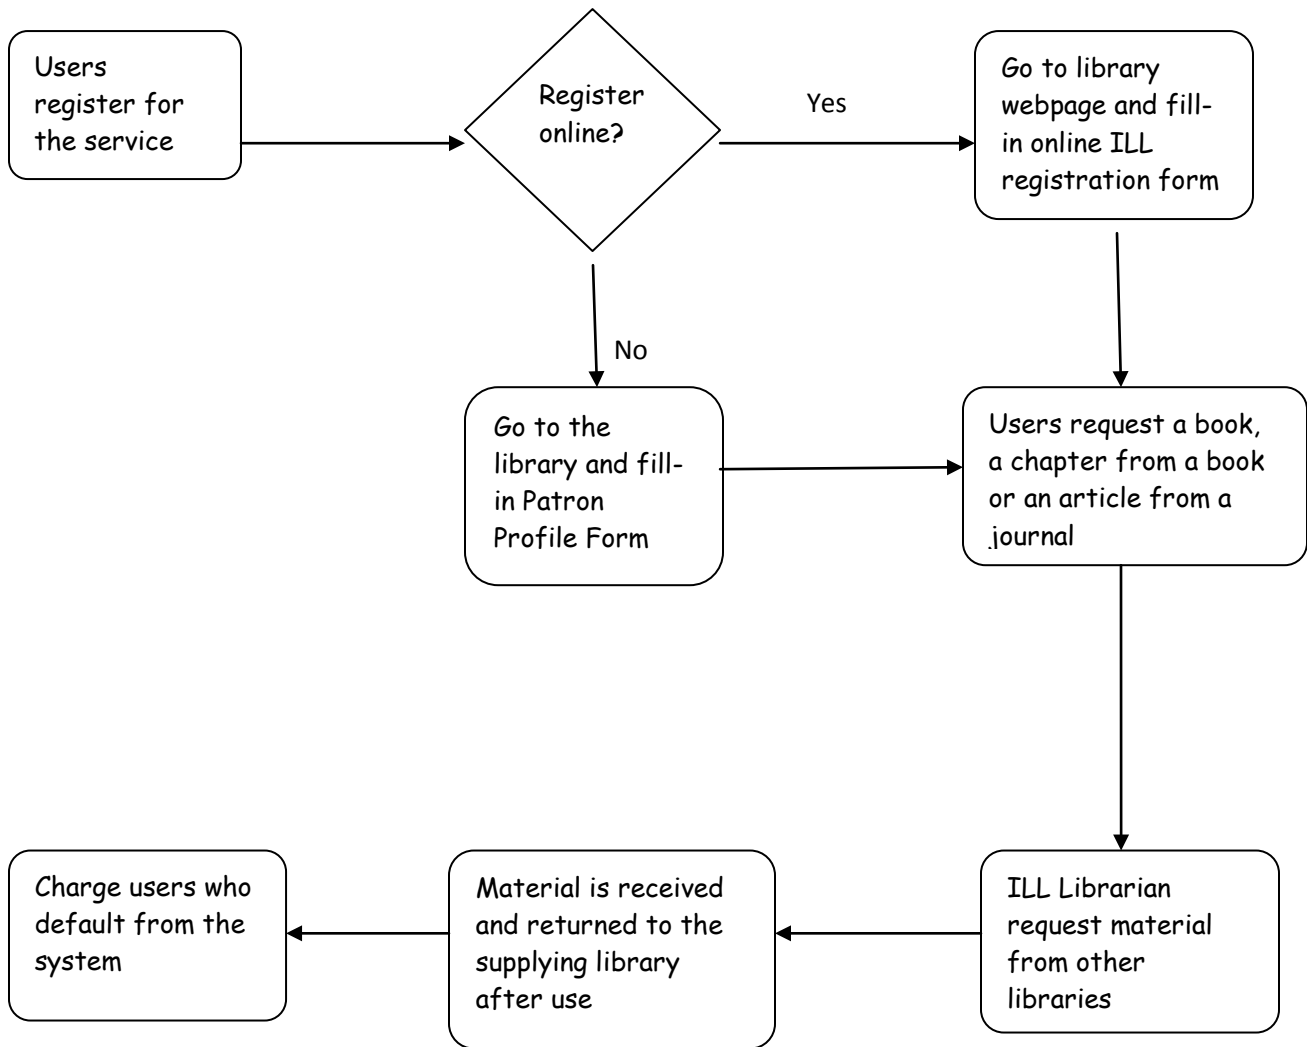 Users
register for
the service
Register
online?
Yes
Go to library
webpage and fill-
in online ILL
registration form
No
Go to the
library and fill-
in Patron
Profile Form
Users request a book,
a chapter from a book
or an article from a
journal
ILL Librarian
request material
from other
libraries
Material is received
and returned to the
supplying library
after use
Charge users who
default from the
system